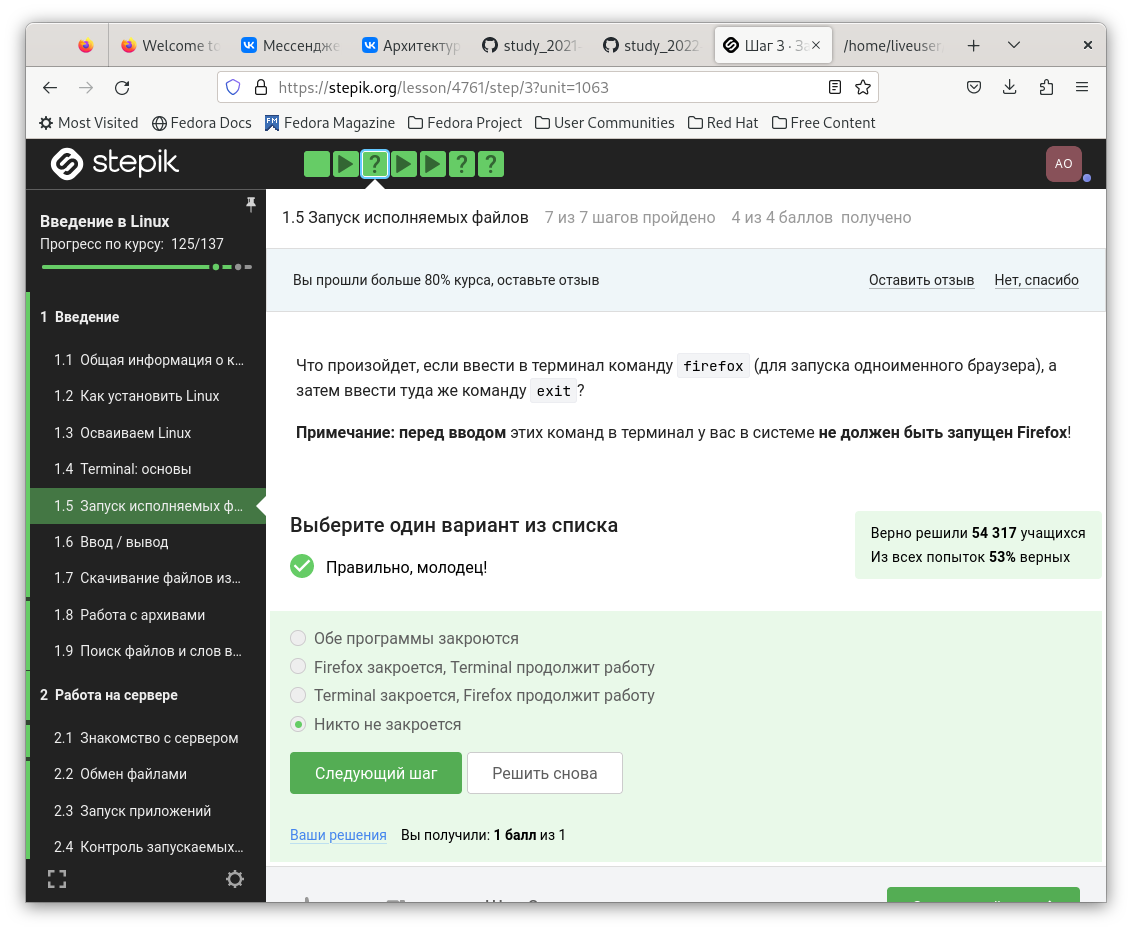 Welcome to
Мессендже
Архитектур
study_2021-
study_2022
Шаг 3 · За
/home/liveuser
https://stepik.org/lesson/4761/step/3?unit=1063
Most Visited
Fedora Docs
Fedora Magazine
Fedora Project
User Communities
Red Hat
Free Content
stepik
AO
Введение в Linux
Прогресс по курсу: 125/137
1 Введение
1.1 Общая информация о к...
1.2 Как установить Linux
1.3 Осваиваем Linux
1.4 Terminal: основы
1.5 Запуск исполняемых ф...
1.6 Ввод / вывод
1.7 Скачивание файлов из...
1.8 Работа с архивами
1.9 Поиск файлов и слов в...
2 Работа на сервере
2.1 Знакомство с сервером
2.2 Обмен файлами
2.3 Запуск приложений
2.4 Контроль запускаемых...
1.5 Запуск исполняемых файлов 7 из 7 шагов пройдено 4 из 4 баллов получено
Вы прошли больше 80% курса, оставьте отзыв
Оставить отзыв
Нет, спасибо
Что произойдет, если ввести в терминал команду firefox (для запуска одноименного браузера), а
затем ввести туда же команду exit ?
Примечание: перед вводом этих команд в терминал у вас в системе не должен быть запущен Firefox!
Выберите один вариант из списка
Правильно, молодец!
Верно решили 54 317 учащихся
Из всех попыток 53% верных
Обе программы закроются
Firefox закроется, Terminal продолжит работу
Terminal закроется, Firefox продолжит работу
Никто не закроется
Следующий шаг
Решить снова
Ваши решения
Вы получили: 1 балл из 1